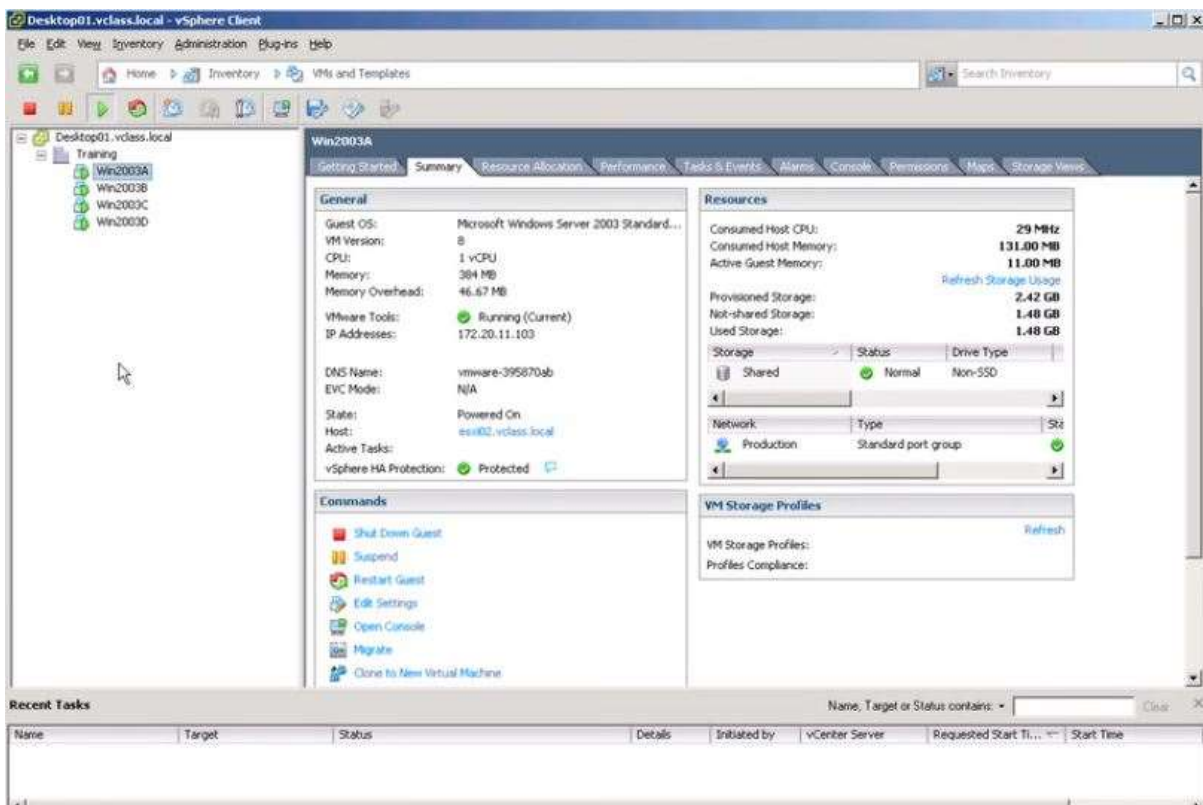 Desktop01.vclass.local - vSphere Client
File Edit View Inventory Administration Plug-ins Help
Home Inventory VMs and Templates
Search Inventory
Desktop01.vclass.local
Training
Win2003A
Win2003B
Win2003C
Win2003D
Win2003A
Getting Started Summary Resource Allocation Performance Tasks & Events Alarms Console Permissions Maps Storage Views
General
Guest OS: Microsoft Windows Server 2003 Standard...
VM Version: 8
CPU: 1 vCPU
Memory: 384 MB
Memory Overhead: 46.67 MB
VMware Tools: Running (Current)
IP Addresses: 172.20.11.103
DNS Name: vmware-395870ab
EVC Mode: N/A
State: Powered On
Host: esxi02.vclass.local
Active Tasks:
vSphere HA Protection: Protected
Commands
Shut Down Guest
Suspend
Restart Guest
Edit Settings
Open Console
Migrate
Clone to New Virtual Machine
Resources
Consumed Host CPU: 29 MHz
Consumed Host Memory: 131.00 MB
Active Guest Memory: 11.00 MB
Refresh Storage Usage
Provisioned Storage: 2.42 GB
Not-shared Storage: 1.48 GB
Used Storage: 1.48 GB
Storage Status Drive Type
Shared Normal Non-SSD
Network Type Sta
Production Standard port group
VM Storage Profiles
Refresh
VM Storage Profiles:
Profiles Compliance:
Recent Tasks
Name, Target or Status contains:
Clear
Name Target Status Details Initiated by vCenter Server Requested Start Ti... Start Time